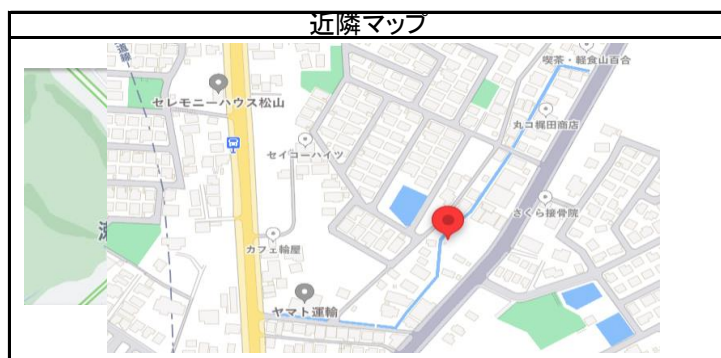 近隣マップ
喫茶・軽食山百合
セレモニーハウス松山
丸コ梶田商店
セイコーハイツ
さくら接骨院
カフェ輪屋
ヤマト運輸